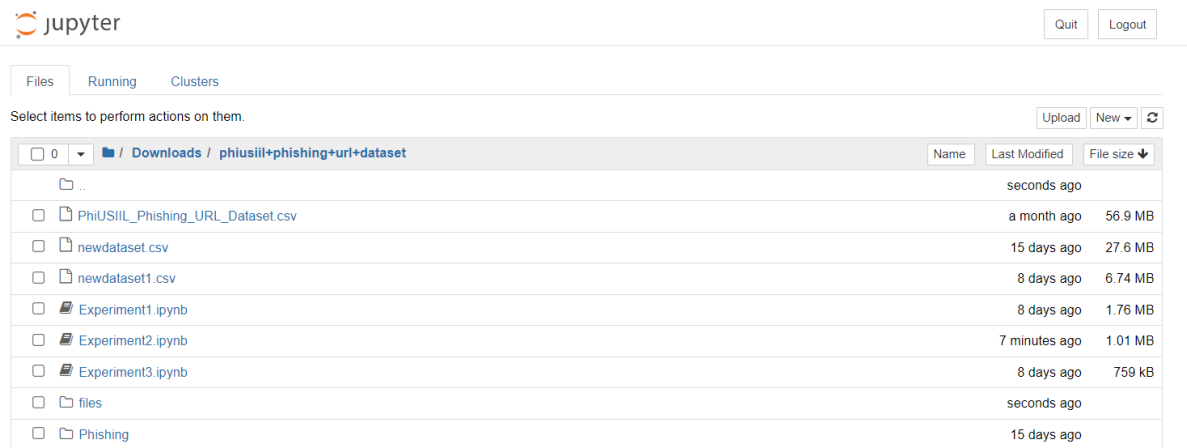 jupyter Quit Logout
Files Running Clusters
Select items to perform actions on them. Upload New
0 / Downloads / phiusiil+phishing+url+dataset Name Last Modified File size
.. seconds ago
PhiUSIIL_Phishing_URL_Dataset.csv a month ago 56.9 MB
newdataset.csv 15 days ago 27.6 MB
newdataset1.csv 8 days ago 6.74 MB
Experiment1.ipynb 8 days ago 1.76 MB
Experiment2.ipynb 7 minutes ago 1.01 MB
Experiment3.ipynb 8 days ago 759 kB
files seconds ago
Phishing 15 days ago